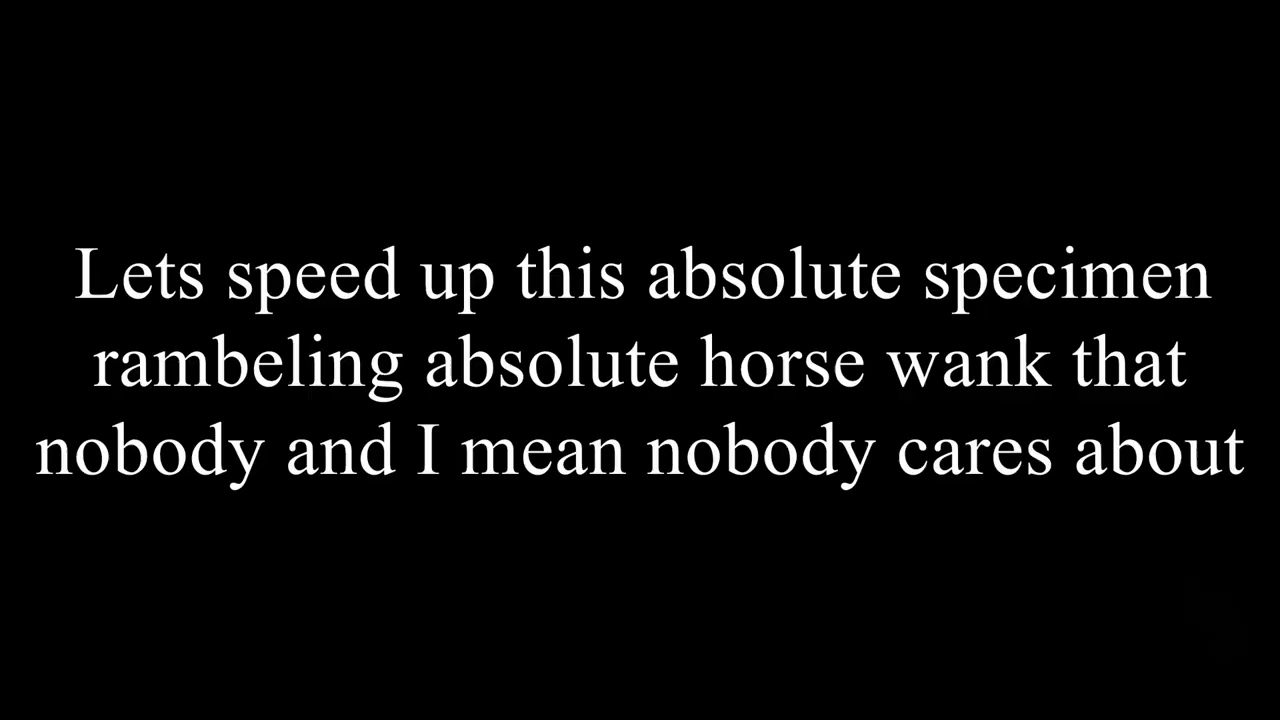 Lets speed up this absolute specimen
rambeling absolute horse wank that
nobody and I mean nobody cares about